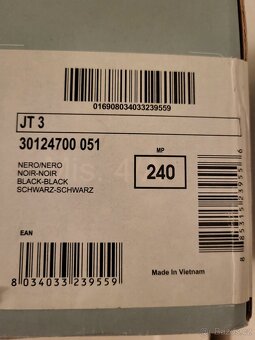 016908034033239559
JT 3
30124700 051
NERO/NERO
NOIR-NOIR
BLACK-BLACK
SCHWARZ-SCHWARZ
MP
240
EAN
8 034033 239559
Made In Vietnam